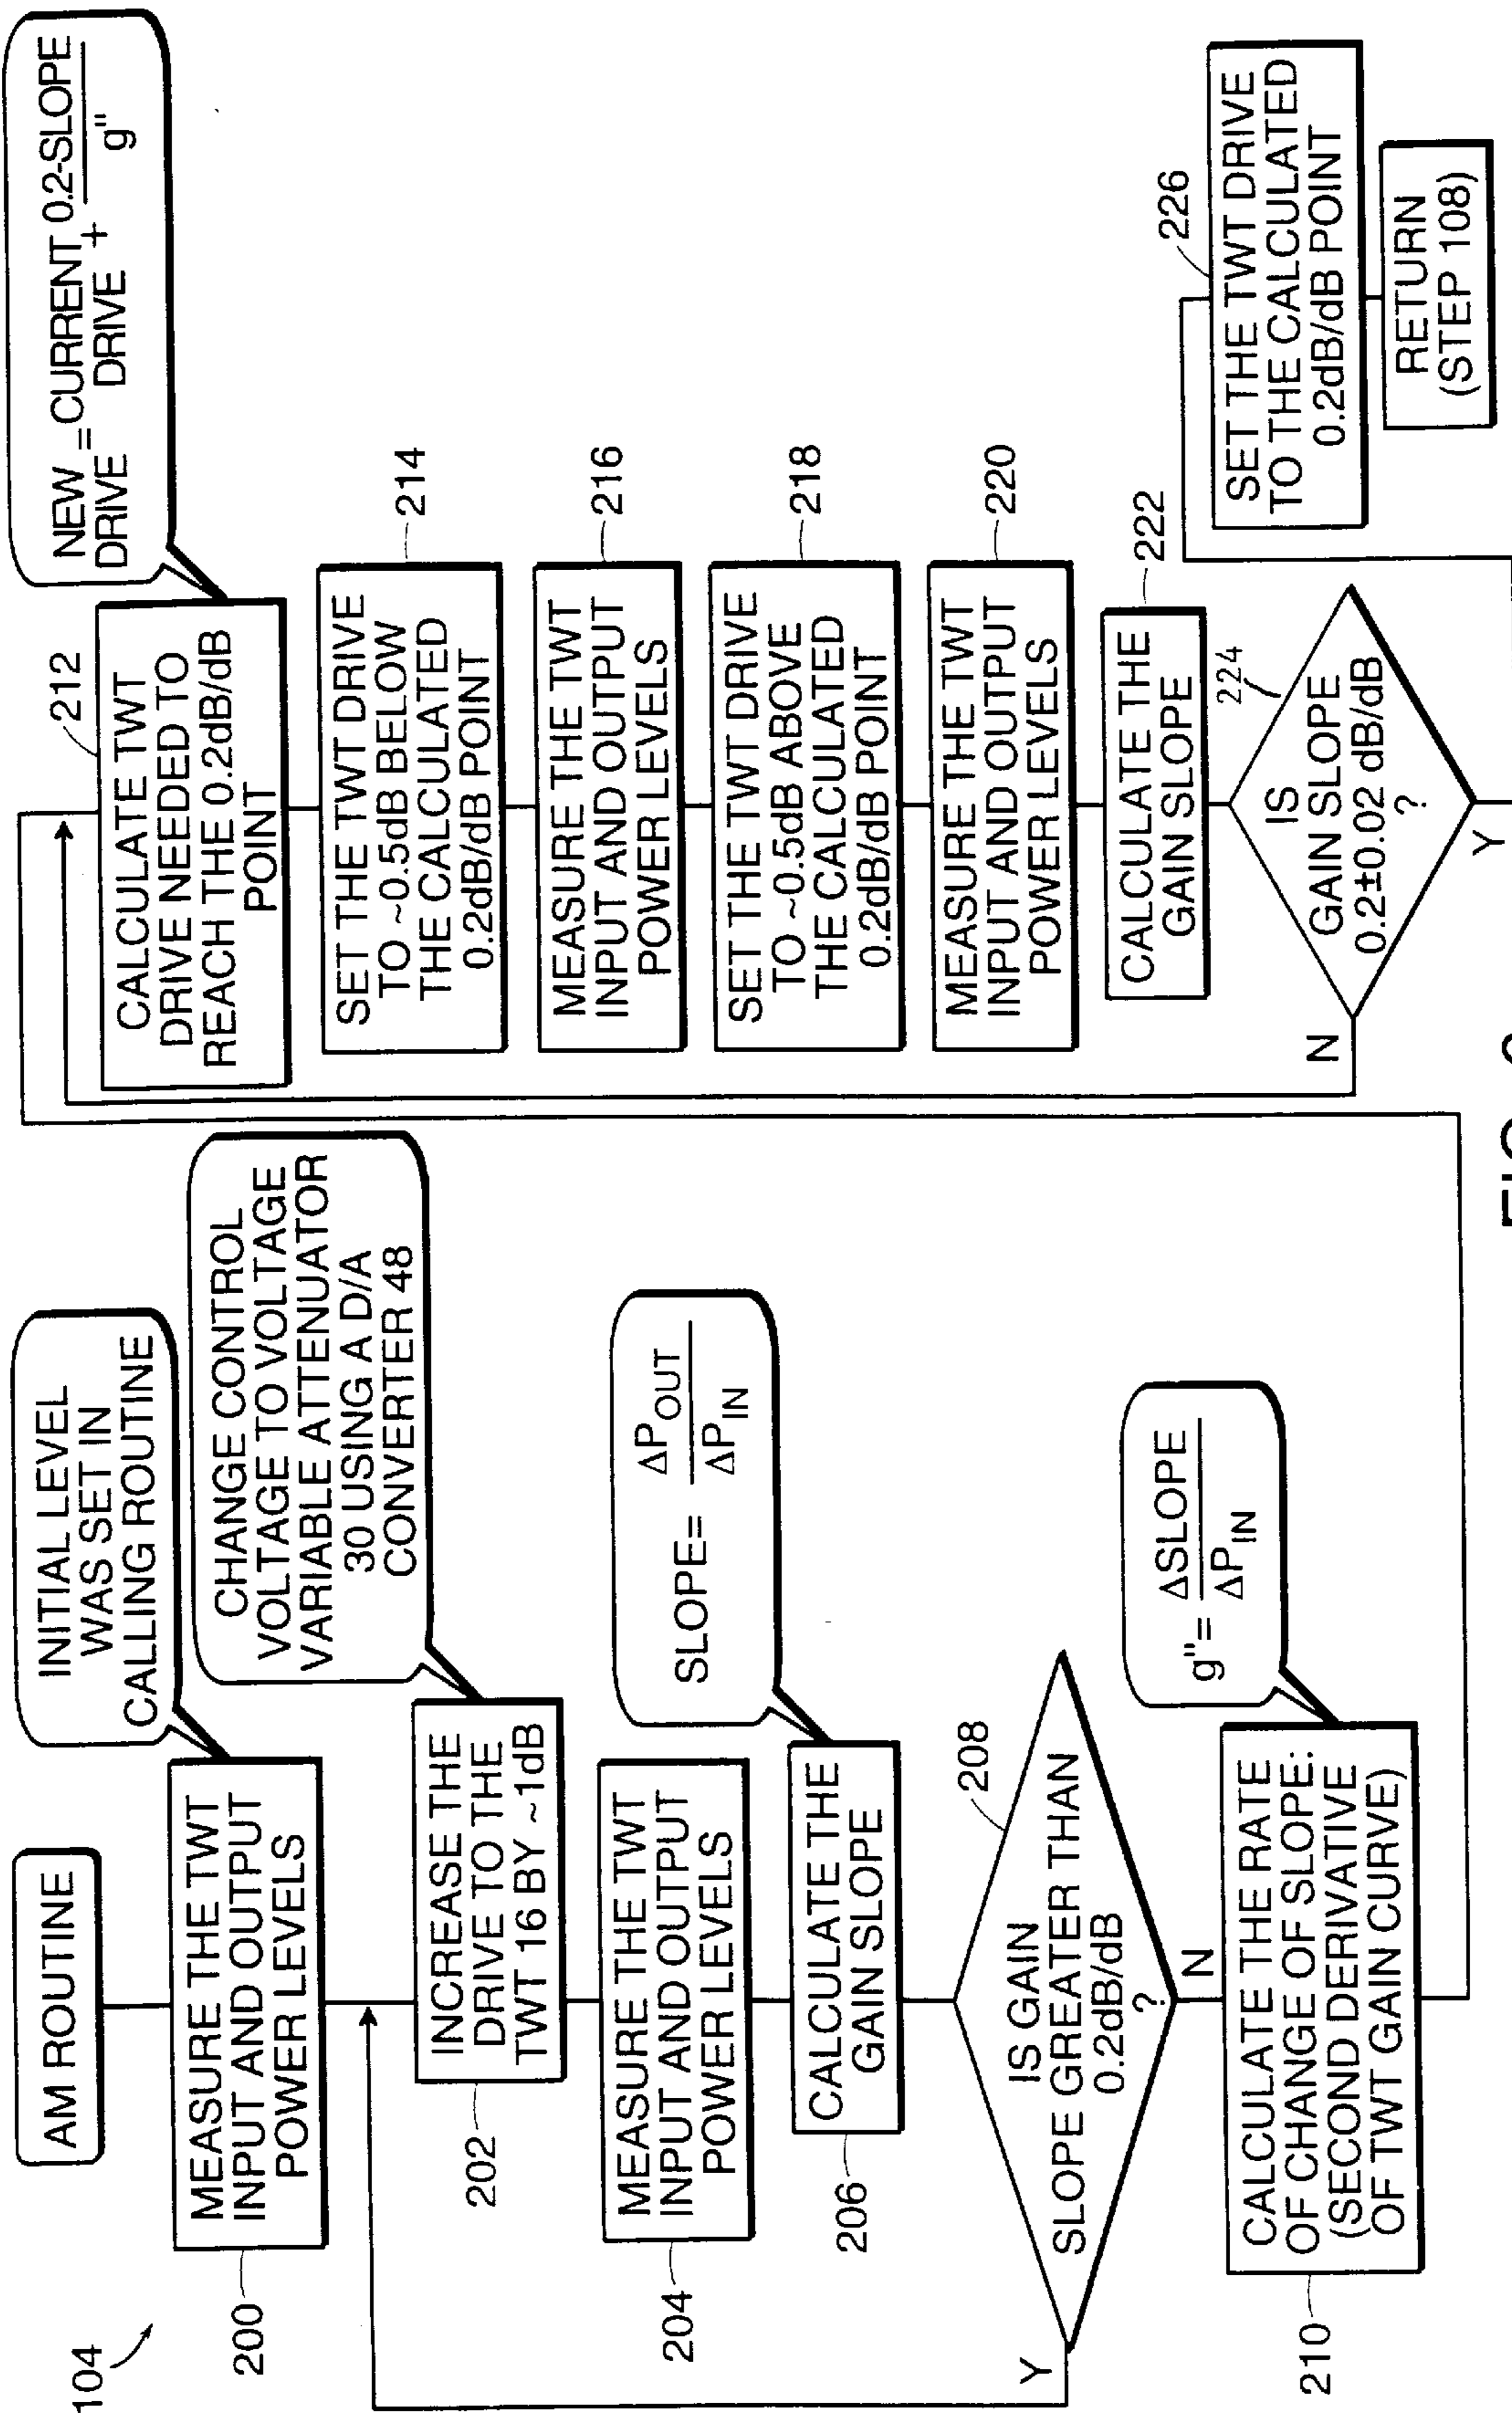 104
AM ROUTINE
INITIAL LEVEL
WAS SET IN
CALLING ROUTINE
200
MEASURE THE TWT
INPUT AND OUTPUT
POWER LEVELS
CHANGE CONTROL
VOLTAGE TO VOLTAGE
VARIABLE ATTENUATOR
30 USING A D/A
CONVERTER 48
202
INCREASE THE
DRIVE TO THE
TWT 16 BY ~1dB
204
MEASURE THE TWT
INPUT AND OUTPUT
POWER LEVELS
SLOPE= ΔPOUT
ΔPIN
206
CALCULATE THE
GAIN SLOPE
208
IS GAIN
SLOPE GREATER THAN
0.2dB/dB
?
Y
N
g"= ΔSLOPE
ΔPIN
210
CALCULATE THE RATE
OF CHANGE OF SLOPE:
(SECOND DERIVATIVE
OF TWT GAIN CURVE)
NEW = CURRENT 0.2-SLOPE
DRIVE DRIVE + g"
212
CALCULATE TWT
DRIVE NEEDED TO
REACH THE 0.2dB/dB
POINT
214
SET THE TWT DRIVE
TO ~0.5dB BELOW
THE CALCULATED
0.2dB/dB POINT
216
MEASURE THE TWT
INPUT AND OUTPUT
POWER LEVELS
218
SET THE TWT DRIVE
TO ~0.5dB ABOVE
THE CALCULATED
0.2dB/dB POINT
220
MEASURE THE TWT
INPUT AND OUTPUT
POWER LEVELS
222
CALCULATE THE
GAIN SLOPE
224
IS
GAIN SLOPE
0.2±0.02 dB/dB
?
N
Y
226
SET THE TWT DRIVE
TO THE CALCULATED
0.2dB/dB POINT
RETURN
(STEP 108)